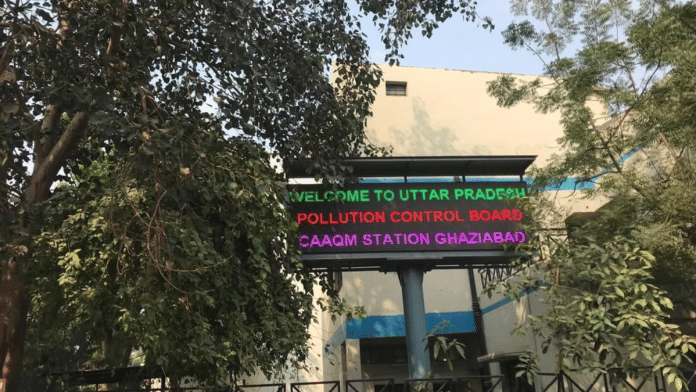 WELCOME TO UTTAR PRADESH
POLLUTION CONTROL BOARD
CAAQM STATION GHAZIABAD